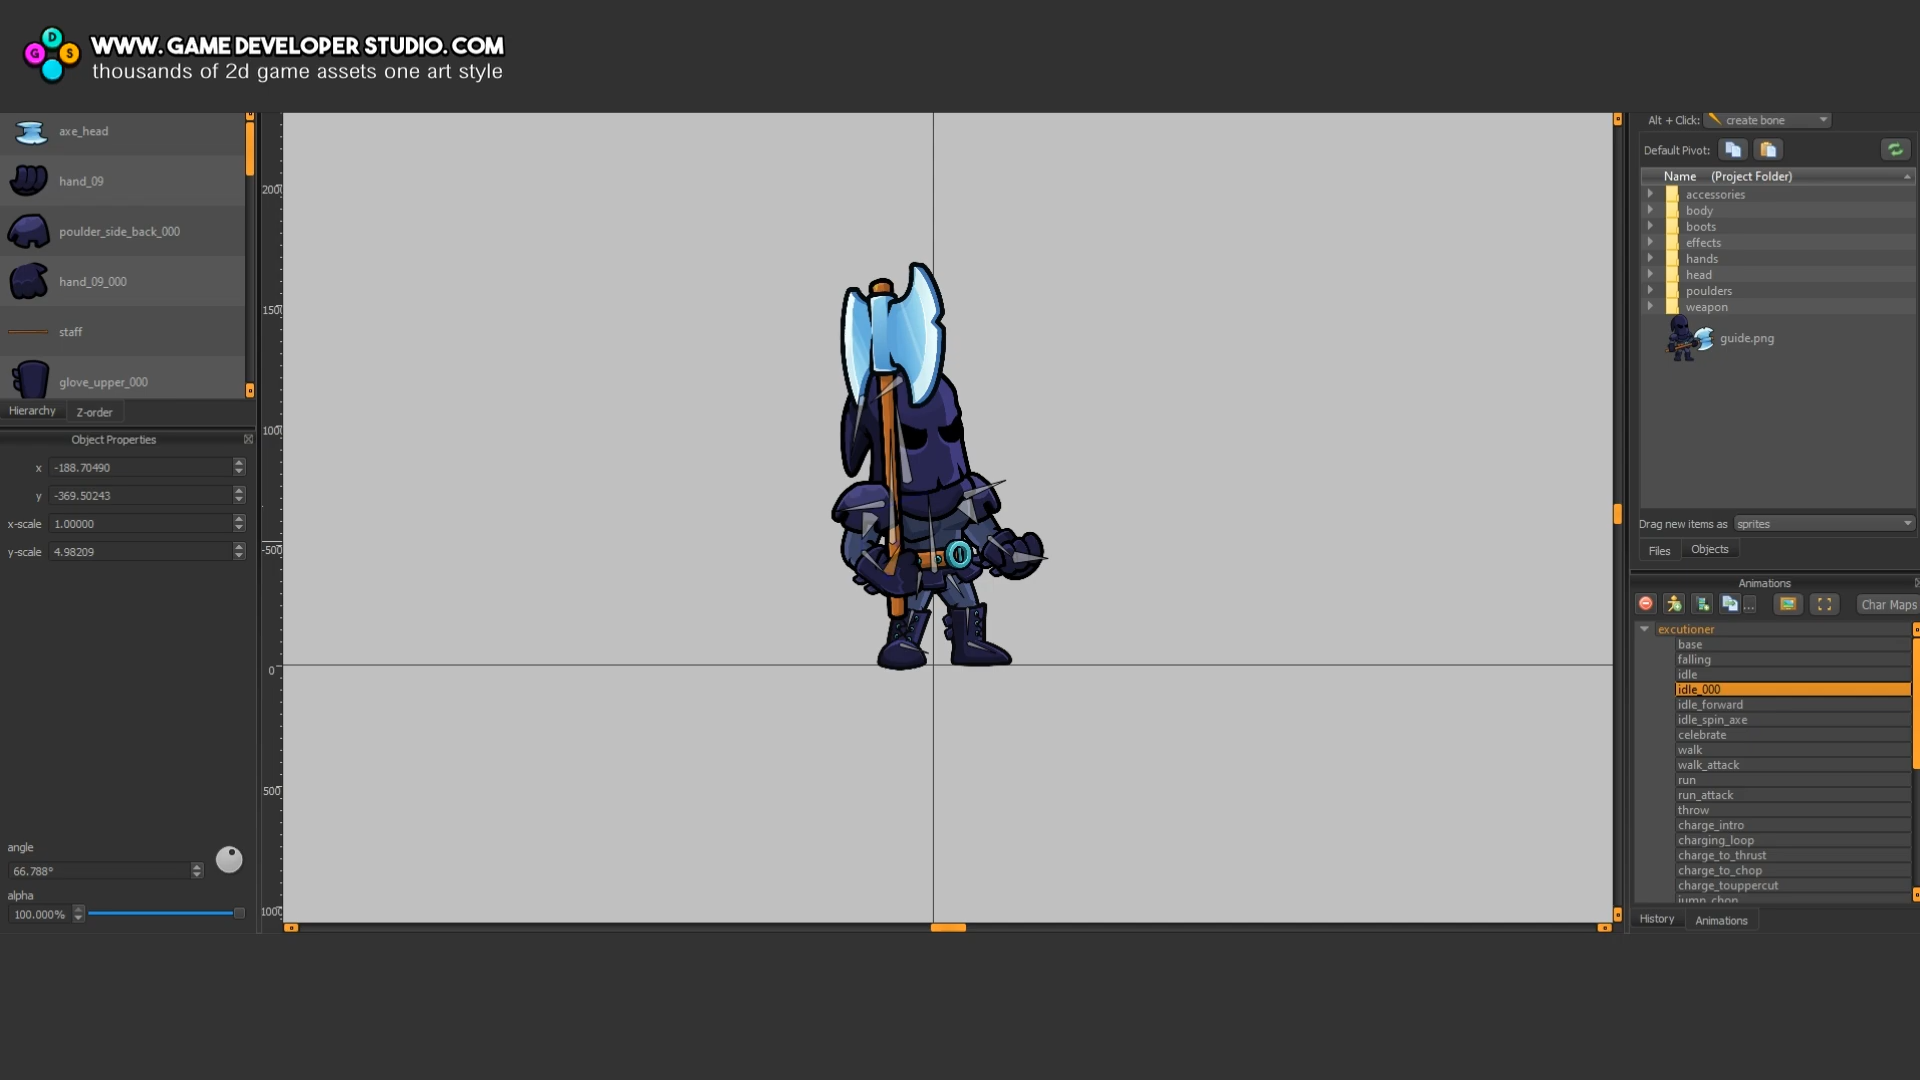 WWW. GAME DEVELOPER STUDIO. COM
thousands of 2d game assets one art style
D
G
S
axe_head
hand_09
poulder_side_back_000
hand_09_000
staff
glove_upper_000
Hierarchy
Z-order
Object Properties
x
-188.70490
y
-369.50243
x-scale
1.00000
y-scale
4.98209
angle
66.788°
alpha
100.000%
200
150
100
-500
0
500
100
Alt + Click:
create bone
Default Pivot:
Name (Project Folder)
accessories
body
boots
effects
hands
head
poulders
weapon
guide.png
Drag new items as
sprites
Files
Objects
Animations
...
Char Maps
excutioner
base
falling
idle
idle_000
idle_forward
idle_spin_axe
celebrate
walk
walk_attack
run
run_attack
throw
charge_intro
charging_loop
charge_to_thrust
charge_to_chop
charge_touppercut
jump_chop
History
Animations